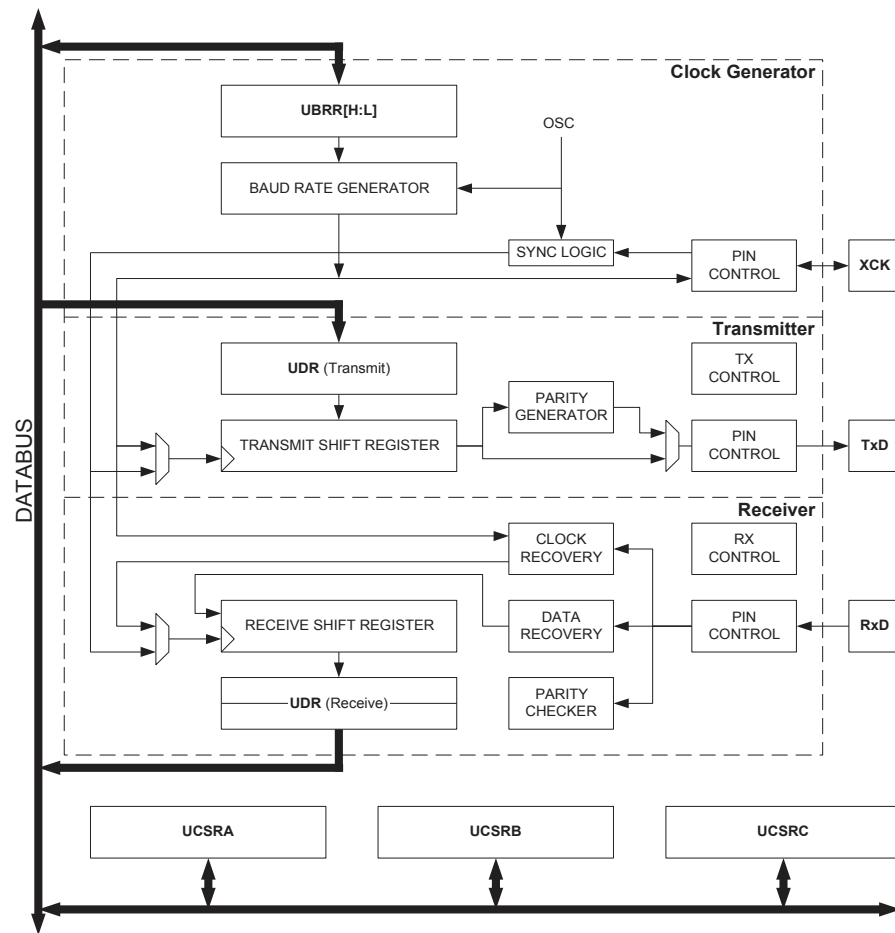 Clock Generator
UBRR[H:L]
OSC
BAUD RATE GENERATOR
SYNC LOGIC
PIN
CONTROL
XCK
DATABUS
Transmitter
UDR (Transmit)
TX
CONTROL
PARITY
GENERATOR
TRANSMIT SHIFT REGISTER
PIN
CONTROL
TxD
Receiver
CLOCK
RECOVERY
RX
CONTROL
RECEIVE SHIFT REGISTER
DATA
RECOVERY
PIN
CONTROL
RxD
UDR (Receive)
PARITY
CHECKER
UCSRA
UCSRB
UCSRC